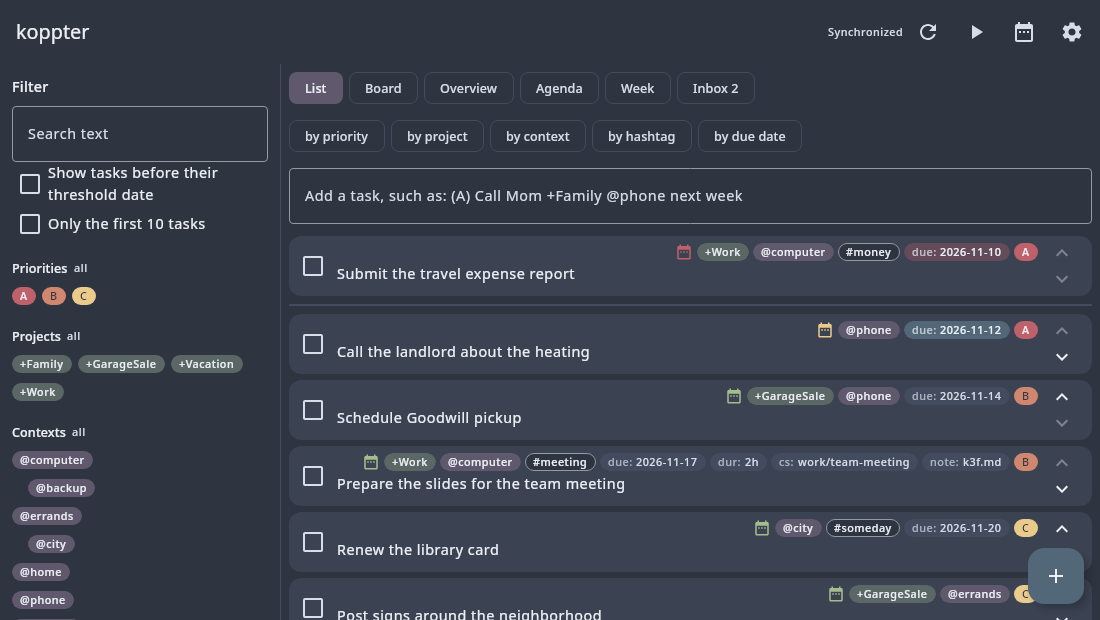 koppter
Synchronized
Filter
Search text
Show tasks before their
threshold date
Only the first 10 tasks
Priorities all
A B C
Projects all
+Family +GarageSale +Vacation
+Work
Contexts all
@computer
@backup
@errands
@city
@home
@phone
List Board Overview Agenda Week Inbox 2
by priority by project by context by hashtag by due date
Add a task, such as: (A) Call Mom +Family @phone next week
+Work @computer #money due: 2026-11-10 A
Submit the travel expense report
@phone due: 2026-11-12 A
Call the landlord about the heating
+GarageSale @phone due: 2026-11-14 B
Schedule Goodwill pickup
+Work @computer #meeting due: 2026-11-17 dur: 2h cs: work/team-meeting note: k3f.md B
Prepare the slides for the team meeting
@city #someday due: 2026-11-20 C
Renew the library card
+GarageSale @errands C
Post signs around the neighborhood